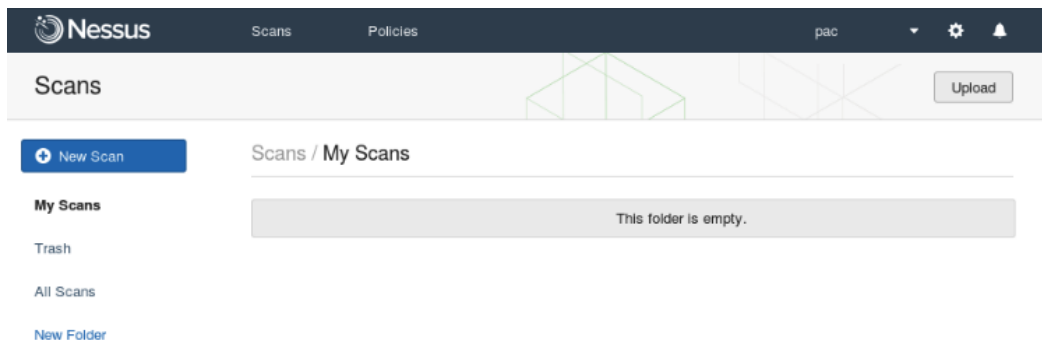 Nessus Scans Policies pac
Scans Upload
New Scan
Scans / My Scans
My Scans
This folder is empty.
Trash
All Scans
New Folder